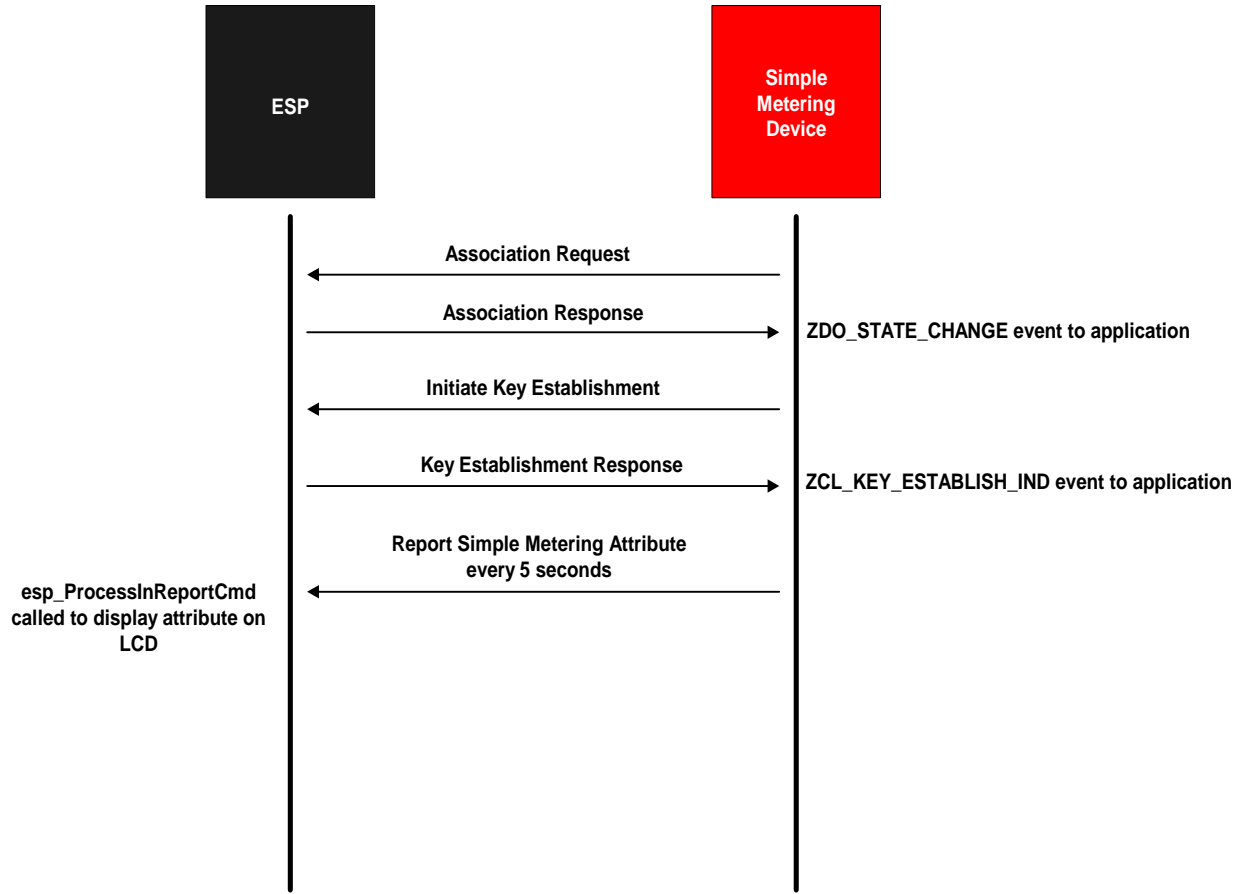 ESP
Simple
Metering
Device
Association Request
Association Response
ZDO_STATE_CHANGE event to application
Initiate Key Establishment
Key Establishment Response
ZCL_KEY_ESTABLISH_IND event to application
Report Simple Metering Attribute
every 5 seconds
esp_ProcessInReportCmd
called to display attribute on
LCD